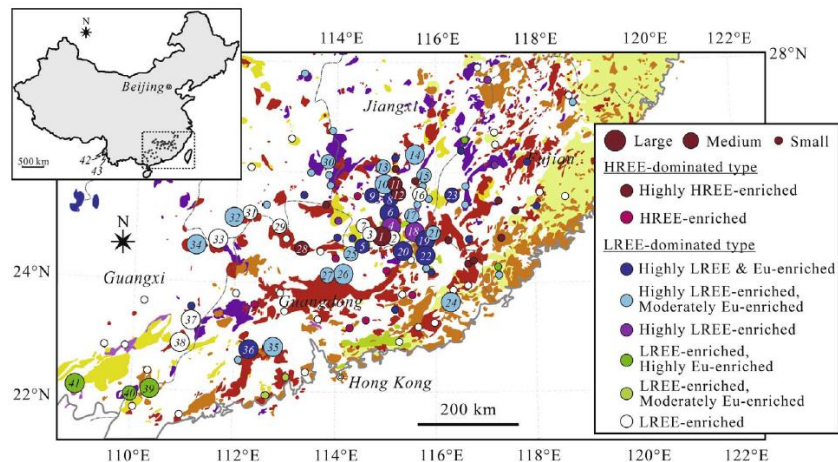 114°E 116°E 118°E 120°E 122°E
28°N
N
Beijing
500 km
42
43
Jiangxi
30
14
13
15
10
11
12
9
8
16
23
32
31
6
17
29
7
3
1
2
18
21
34
33
28
5
25
20
19
22
N
24°N
Guangxi
27
26
Guangdong
24
37
38
36
35
41
40
39
22°N
Hong Kong
200 km
110°E 112°E 114°E 116°E 118°E 120°E 122°E
Large Medium Small
HREE-dominated type
Highly HREE-enriched
HREE-enriched
LREE-dominated type
Highly LREE & Eu-enriched
Highly LREE-enriched,
Moderately Eu-enriched
Highly LREE-enriched
LREE-enriched,
Highly Eu-enriched
LREE-enriched,
Moderately Eu-enriched
LREE-enriched